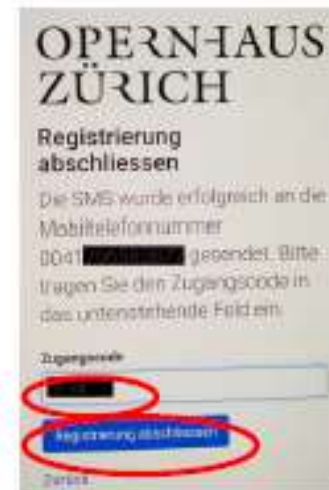 OPERNHAUS
ZÜRICH
Registrierung
abschliessen
Die SMS wurde erfolgreich an die
Mobiltelefonnummer
0041 gesendet. Bitte
tragen Sie den Zugangscode in
das untenstehende Feld ein.
Zugangscode
Registrierung abschliessen
Zurück